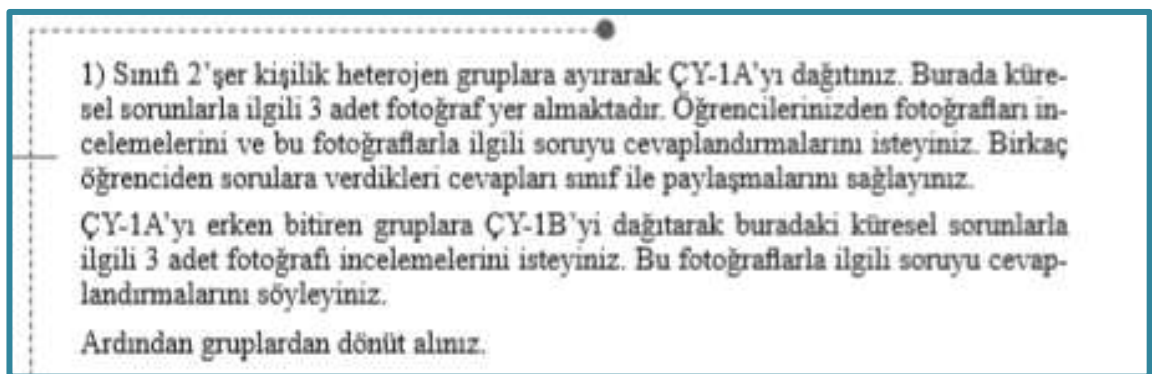 1) Sınıfı 2’şer kişilik heterojen gruplara ayırarak ÇY-1A’yı dağıtınız. Burada küre-
sel sorunlarla ilgili 3 adet fotoğraf yer almaktadır. Öğrencilerinizden fotoğrafları in-
celemelerini ve bu fotoğraflarla ilgili soruyu cevaplandırmalarını isteyiniz. Birkaç
öğrenciden sorulara verdikleri cevapları sınıf ile paylaşmalarını sağlayınız.
ÇY-1A’yı erken bitiren gruplara ÇY-1B’yi dağıtarak buradaki küresel sorunlarla
ilgili 3 adet fotoğrafı incelemelerini isteyiniz. Bu fotoğraflarla ilgili soruyu cevap-
landırmalarını söyleyiniz.
Ardından gruplardan dönüt alınız.